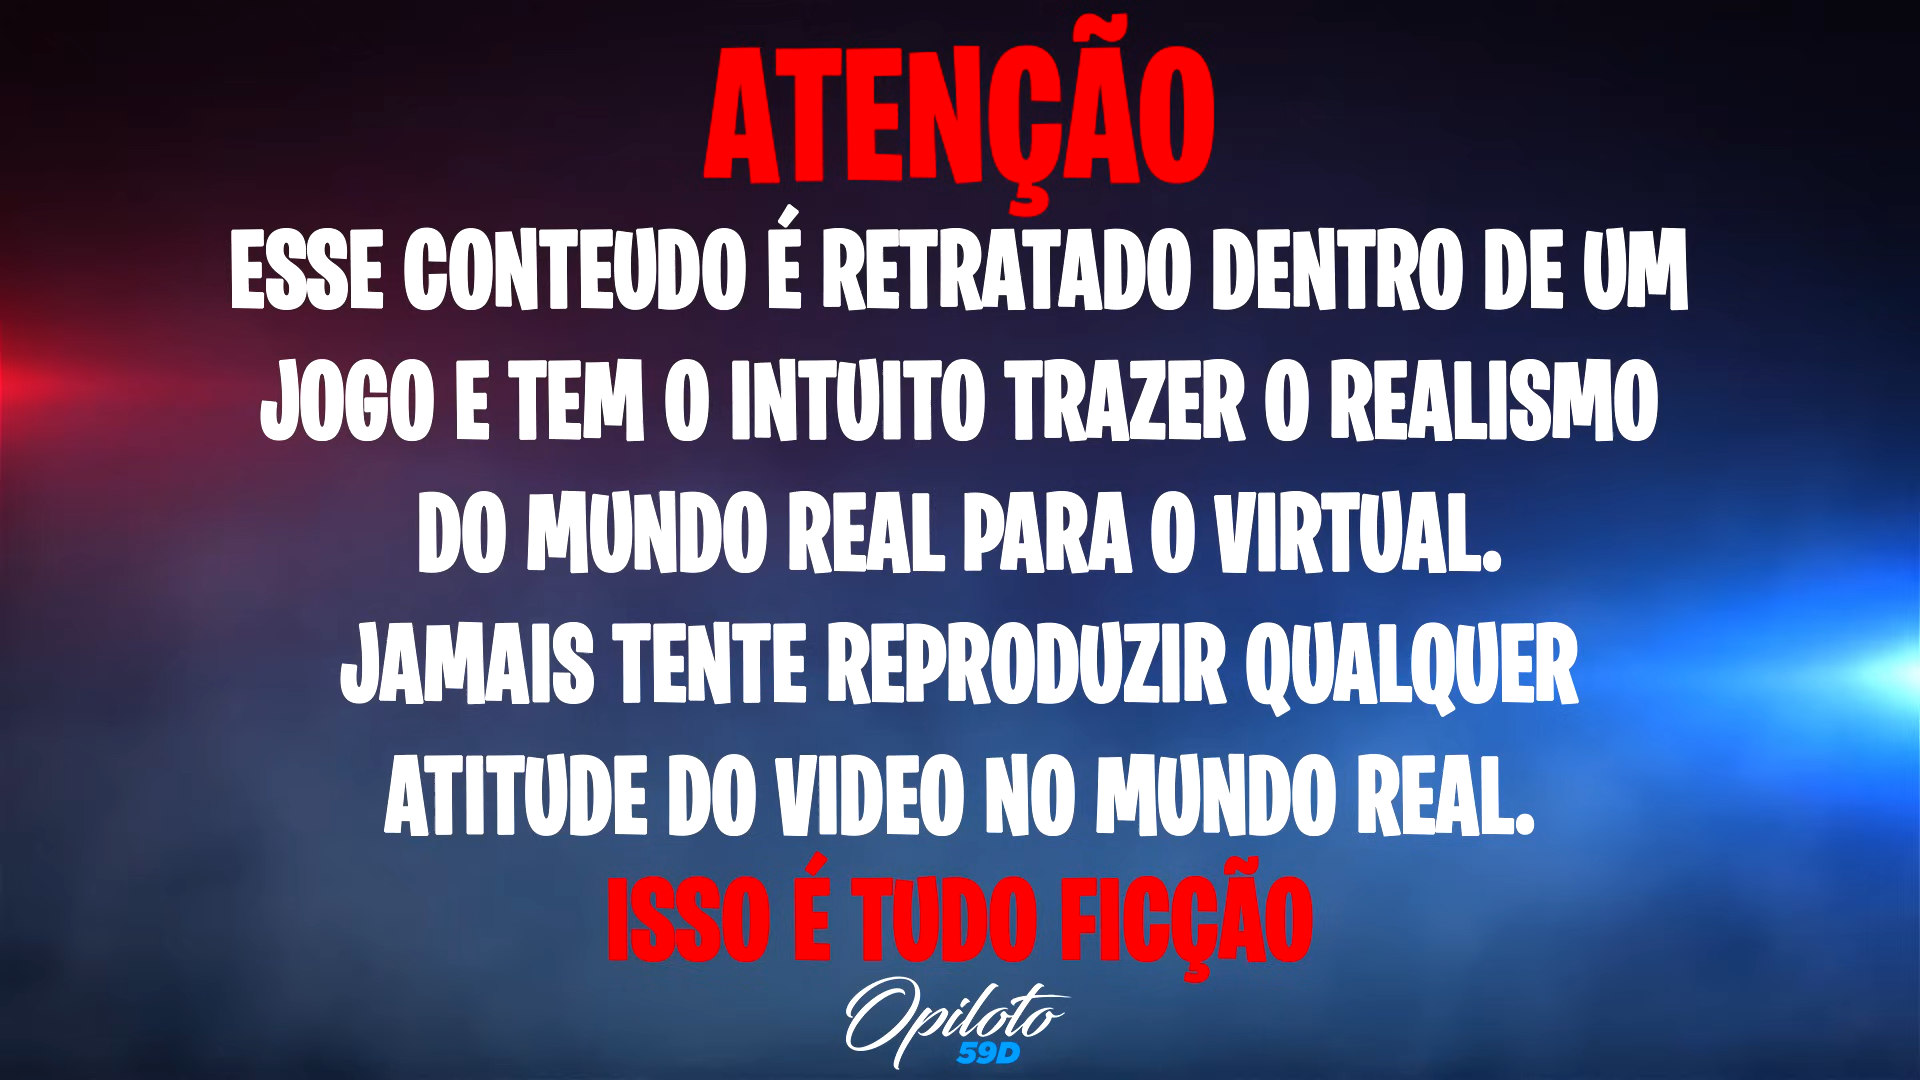 ATENÇÃO
ESSE CONTEUDO É RETRATADO DENTRO DE UM
JOGO E TEM O INTUITO TRAZER O REALISMO
DO MUNDO REAL PARA O VIRTUAL.
JAMAIS TENTE REPRODUZIR QUALQUER
ATITUDE DO VIDEO NO MUNDO REAL.
ISSO É TUDO FICÇÃO
Opiloto
59D